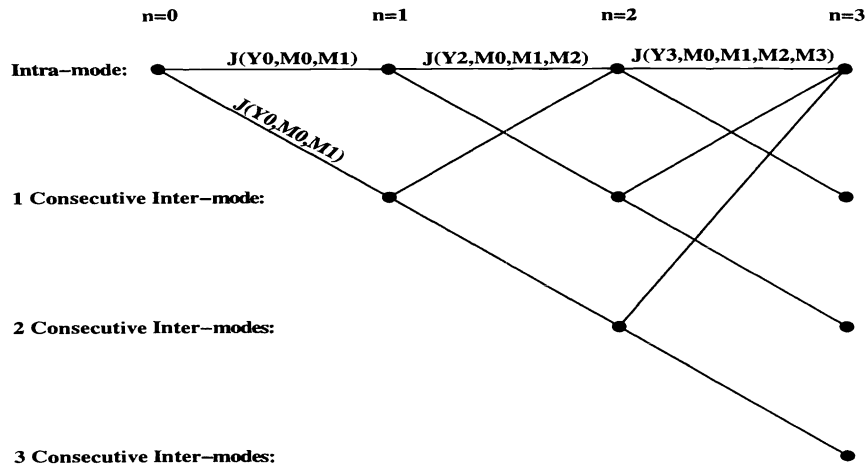 n=0 n=1 n=2 n=3
Intra-mode: J(Y0,M0,M1) J(Y2,M0,M1,M2) J(Y3,M0,M1,M2,M3)
J(Y0,M0,M1)
1 Consecutive Inter-mode:
2 Consecutive Inter-modes:
3 Consecutive Inter-modes: